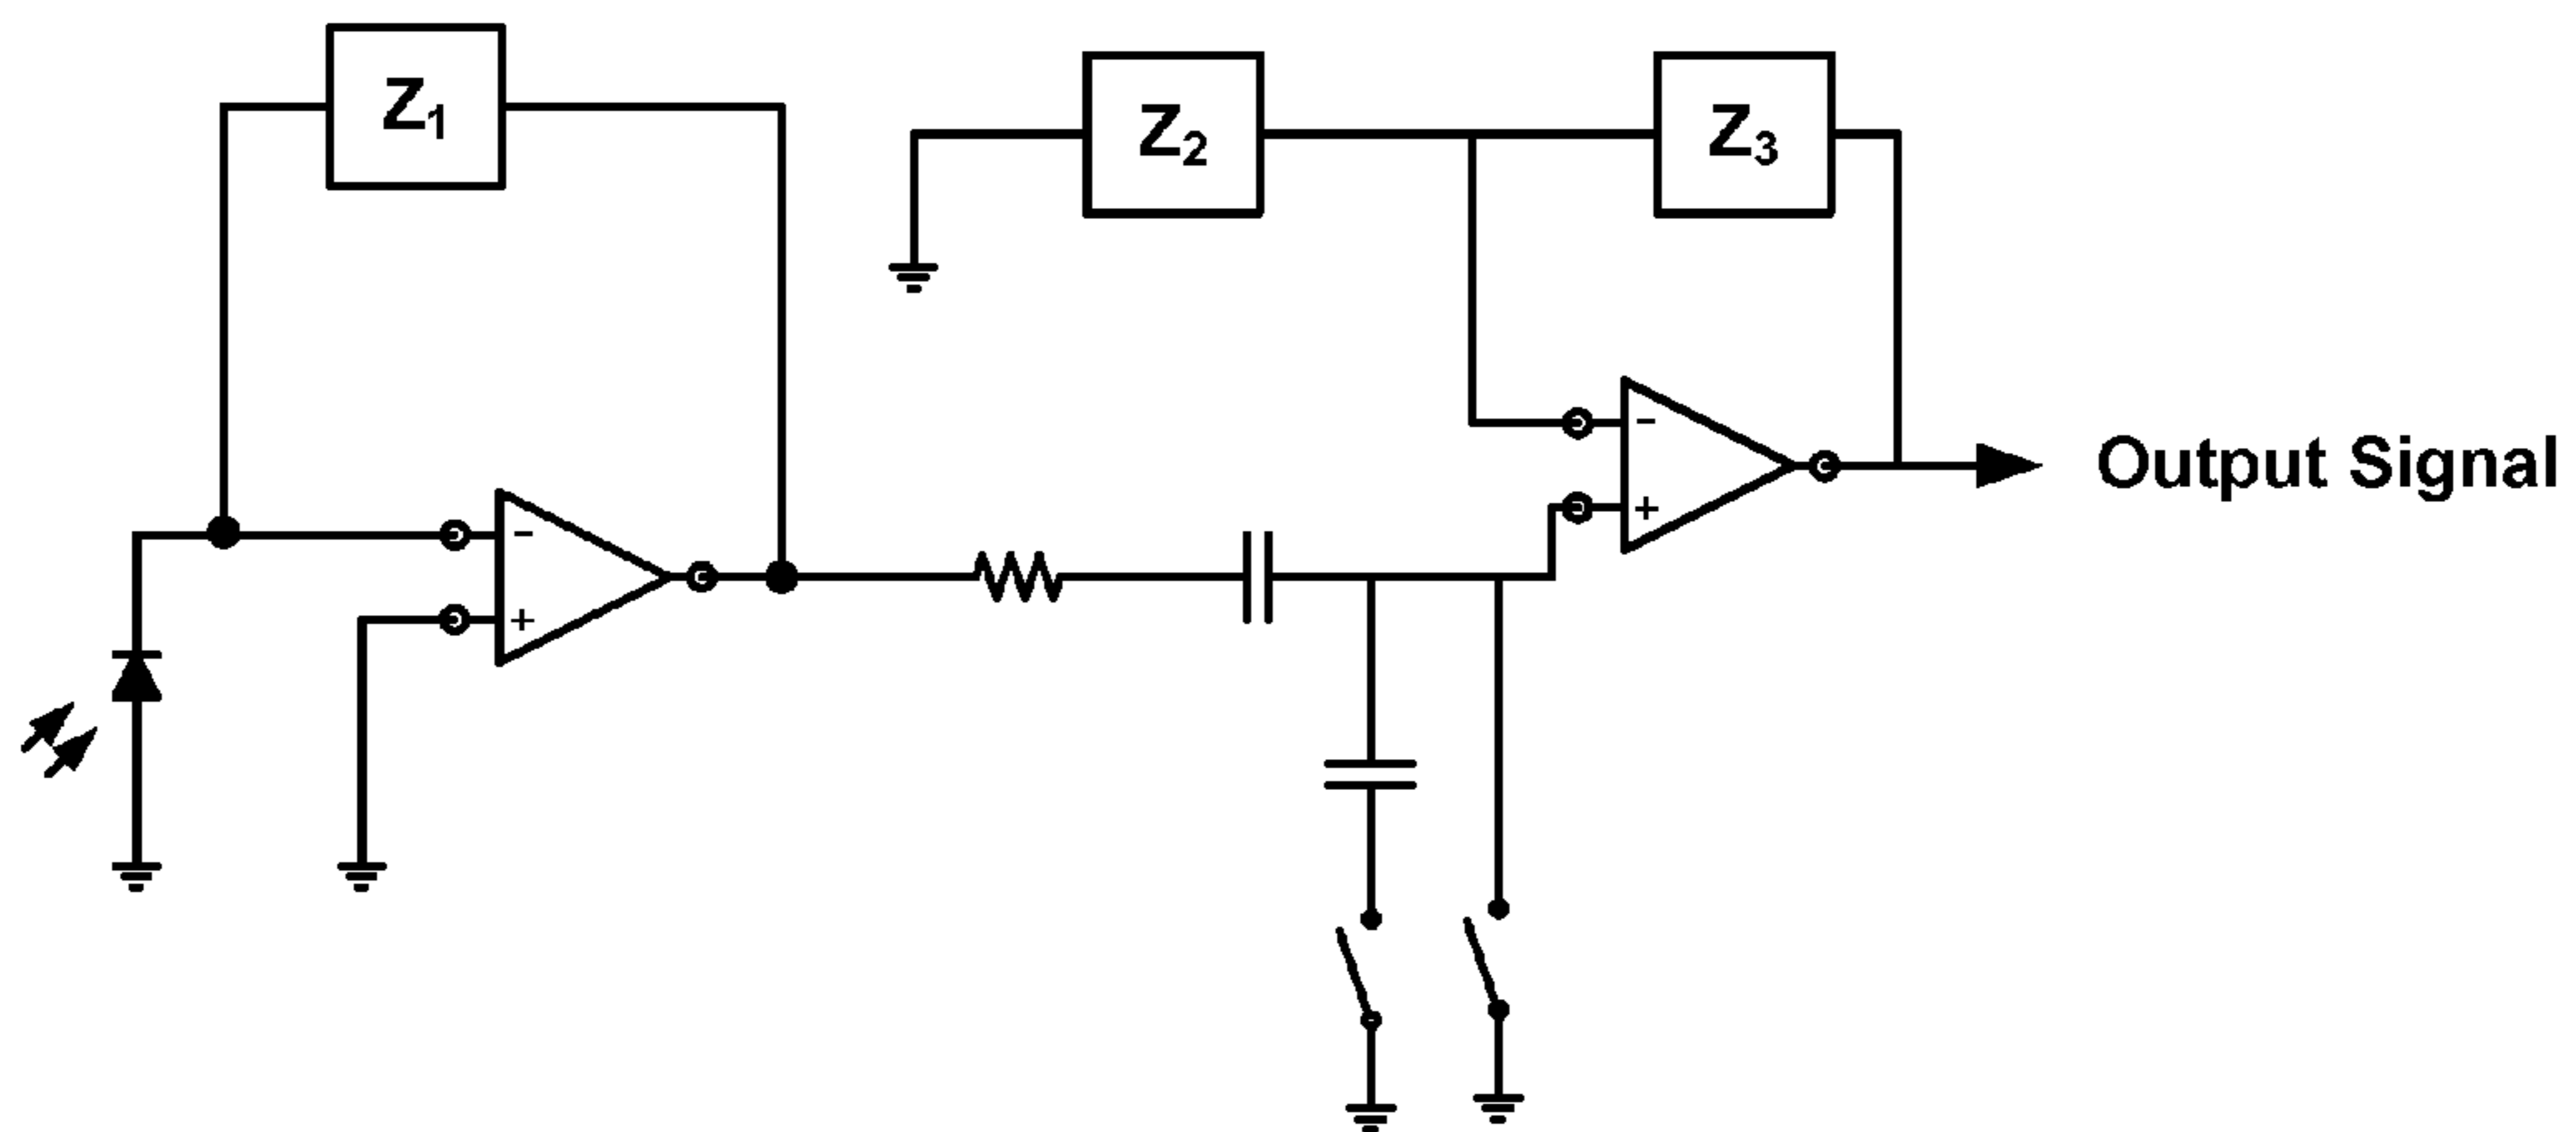 Z₁
Z₂
Z₃
−
+
−
+
Output Signal